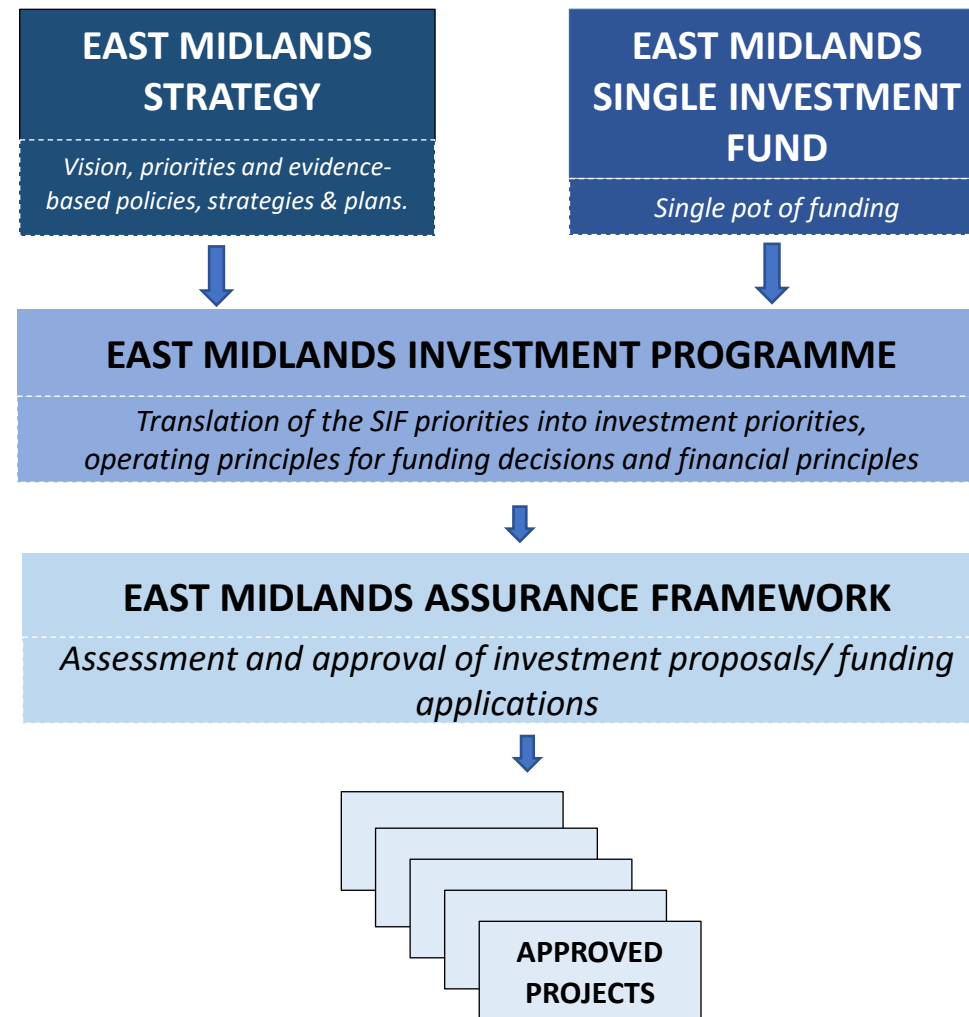 EAST MIDLANDS
STRATEGY
Vision, priorities and evidence-
based policies, strategies & plans.
EAST MIDLANDS
SINGLE INVESTMENT
FUND
Single pot of funding
EAST MIDLANDS INVESTMENT PROGRAMME
Translation of the SIF priorities into investment priorities,
operating principles for funding decisions and financial principles
EAST MIDLANDS ASSURANCE FRAMEWORK
Assessment and approval of investment proposals/ funding
applications
APPROVED
PROJECTS